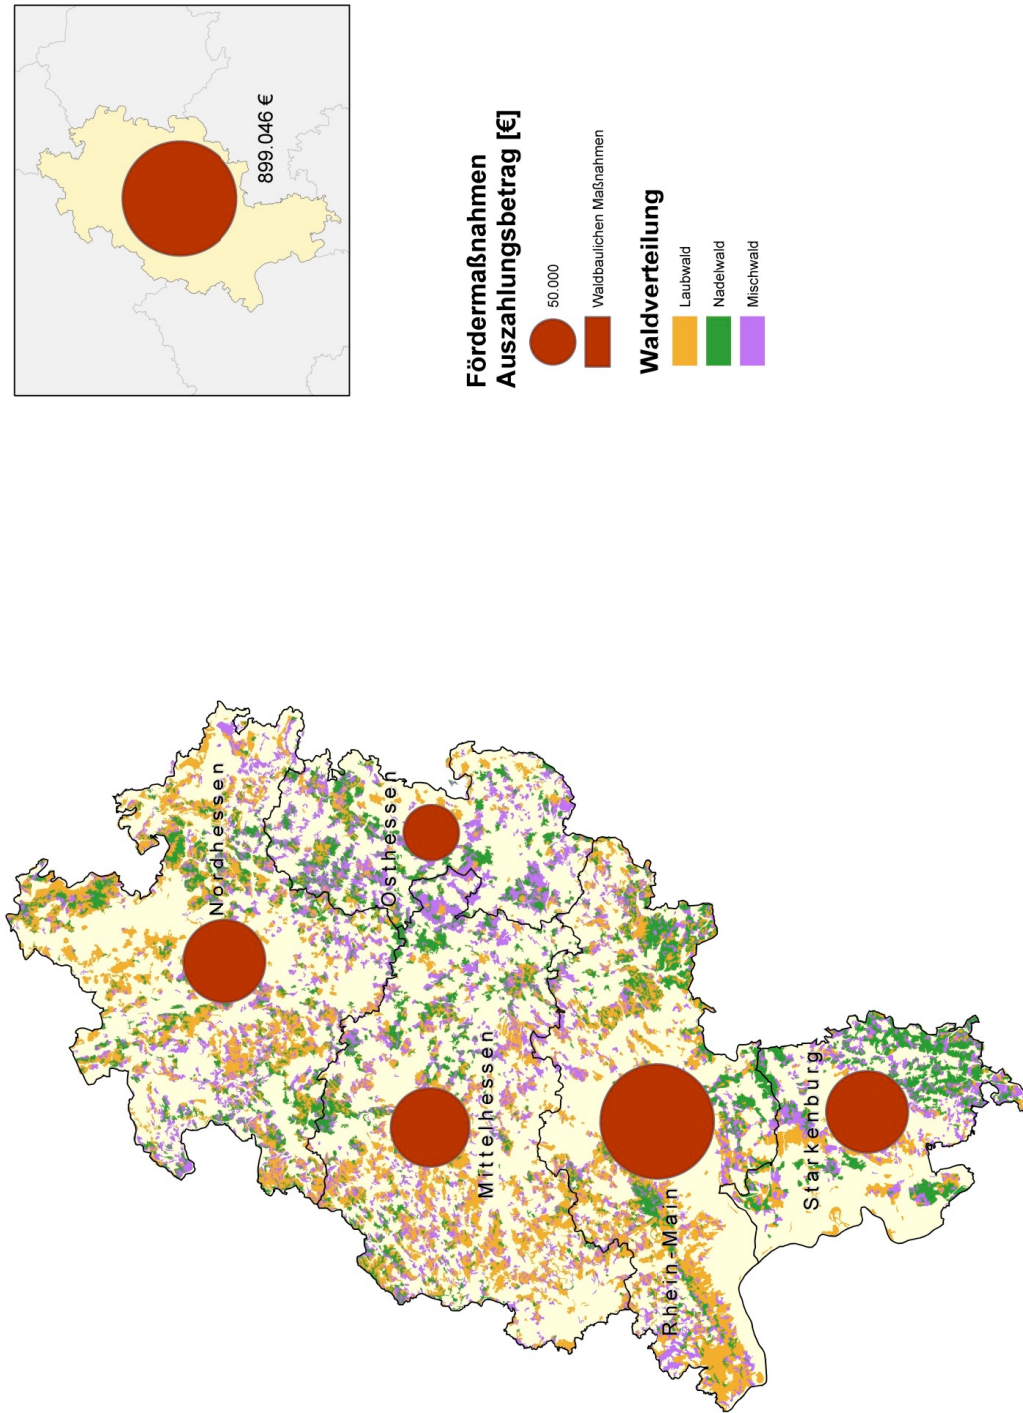 Nordhessen
Osthessen
Mittelhessen
Rhein-Main
Starkenburg
899.046 €
Fördermaßnahmen
Auszahlungsbetrag [€]
50.000
Waldbaulichen Maßnahmen
Waldverteilung
Laubwald
Nadelwald
Mischwald